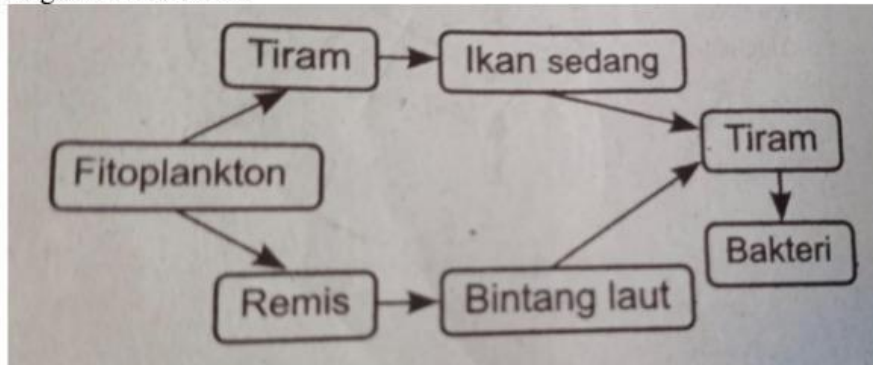 Tiram
Ikan sedang
Tiram
Fitoplankton
Bakteri
Remis
Bintang laut